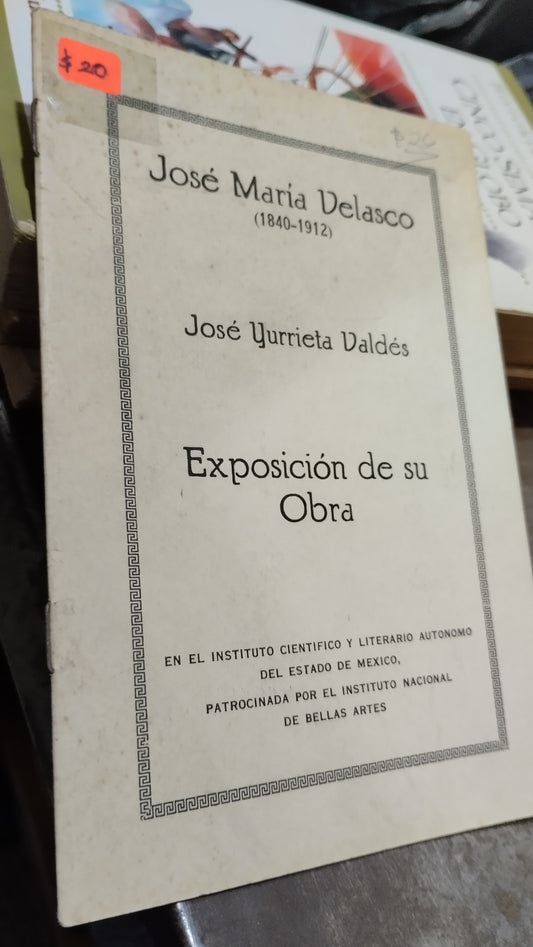 $ 20
José María Velasco
(1840-1912)
José Yurrieta Valdés
Exposición de su
Obra
EN EL INSTITUTO CIENTIFICO Y LITERARIO AUTONOMO
DEL ESTADO DE MEXICO,
PATROCINADA POR EL INSTITUTO NACIONAL
DE BELLAS ARTES